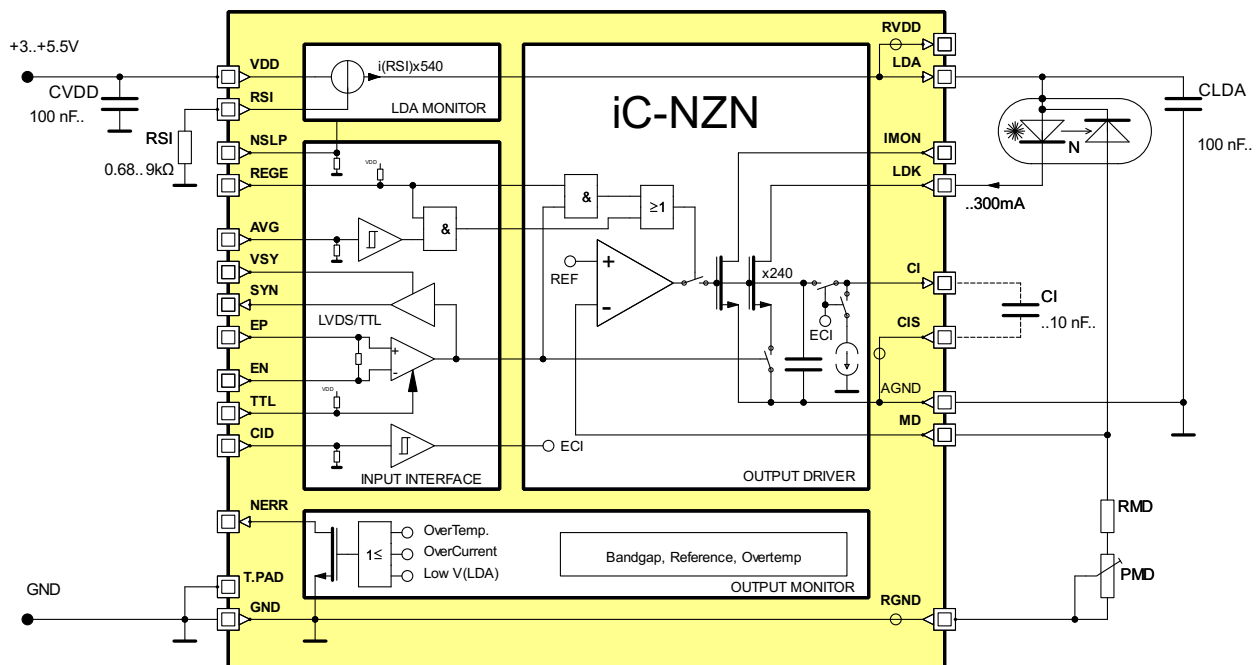 +3..+5.5V
CVDD
100 nF..
RSI
0.68.. 9kΩ
GND
VDD
RSI
NSLP
REGE
AVG
VSY
SYN
EP
EN
TTL
CID
NERR
T.PAD
GND
i(RSI)x540
LDA MONITOR
VDD
&
LVDS/TTL
+
-
VDD
INPUT INTERFACE
ECI
iC-NZN
&
≥1
REF
+
-
x240
ECI
OUTPUT DRIVER
1≤
OverTemp.
OverCurrent
Low V(LDA)
Bandgap, Reference, Overtemp
OUTPUT MONITOR
RVDD
LDA
IMON
LDK
CI
CIS
AGND
MD
RGND
N
..300mA
CLDA
100 nF..
CI
..10 nF..
RMD
PMD